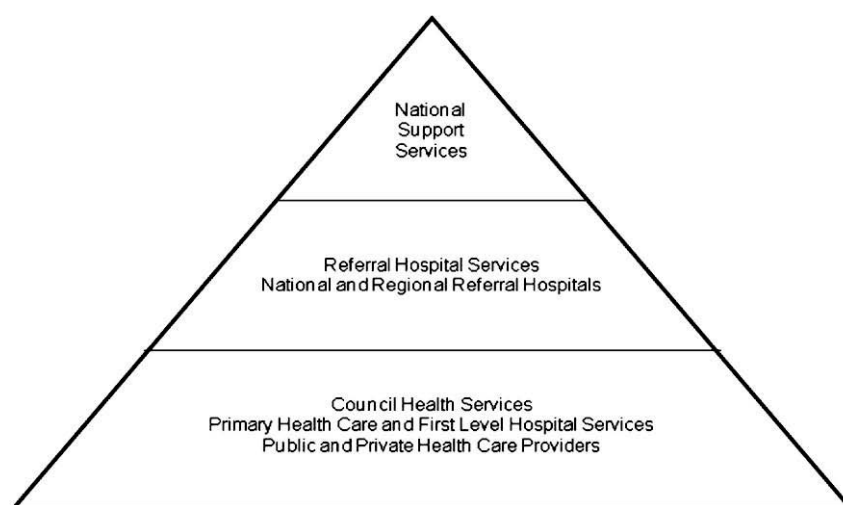 National
Support
Services
Referral Hospital Services
National and Regional Referral Hospitals
Council Health Services
Primary Health Care and First Level Hospital Services
Public and Private Health Care Providers